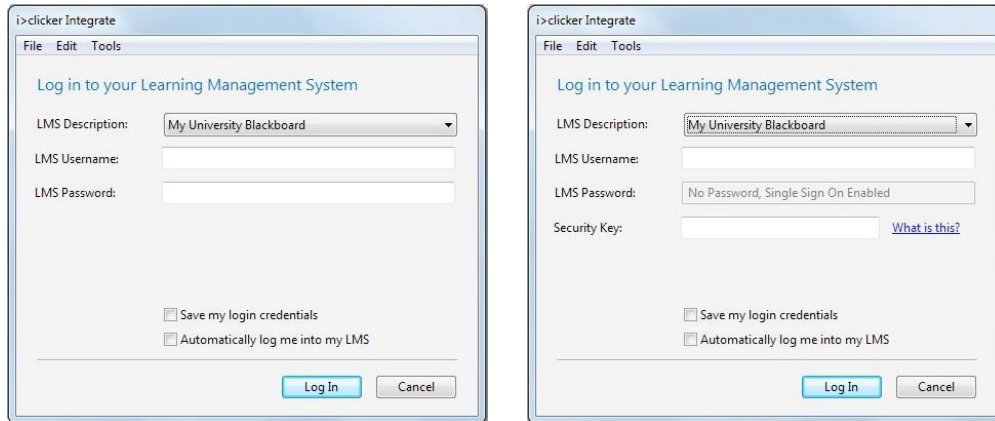 i>clicker Integrate
File Edit Tools
Log in to your Learning Management System
LMS Description: My University Blackboard
LMS Username:
LMS Password:
Save my login credentials
Automatically log me into my LMS
Log In Cancel
i>clicker Integrate
File Edit Tools
Log in to your Learning Management System
LMS Description: My University Blackboard
LMS Username:
LMS Password: No Password, Single Sign On Enabled
Security Key: What is this?
Save my login credentials
Automatically log me into my LMS
Log In Cancel